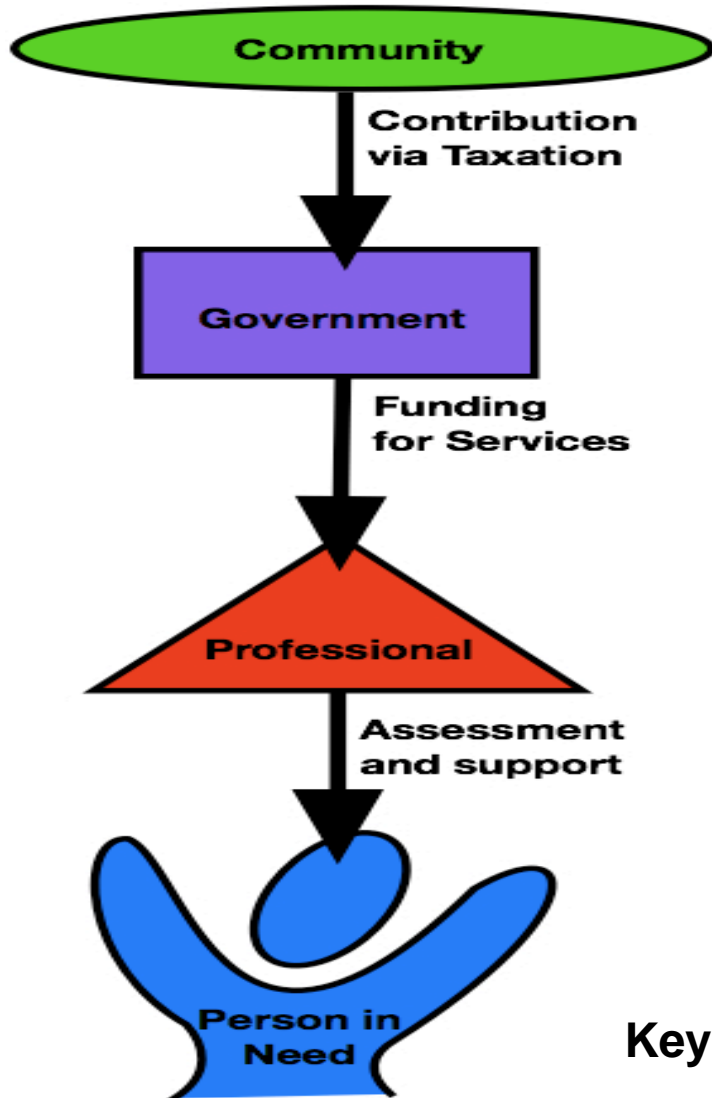 Community
Contribution
via Taxation
Government
Funding
for Services
Professional
Assessment
and support
Person in
Need
Key